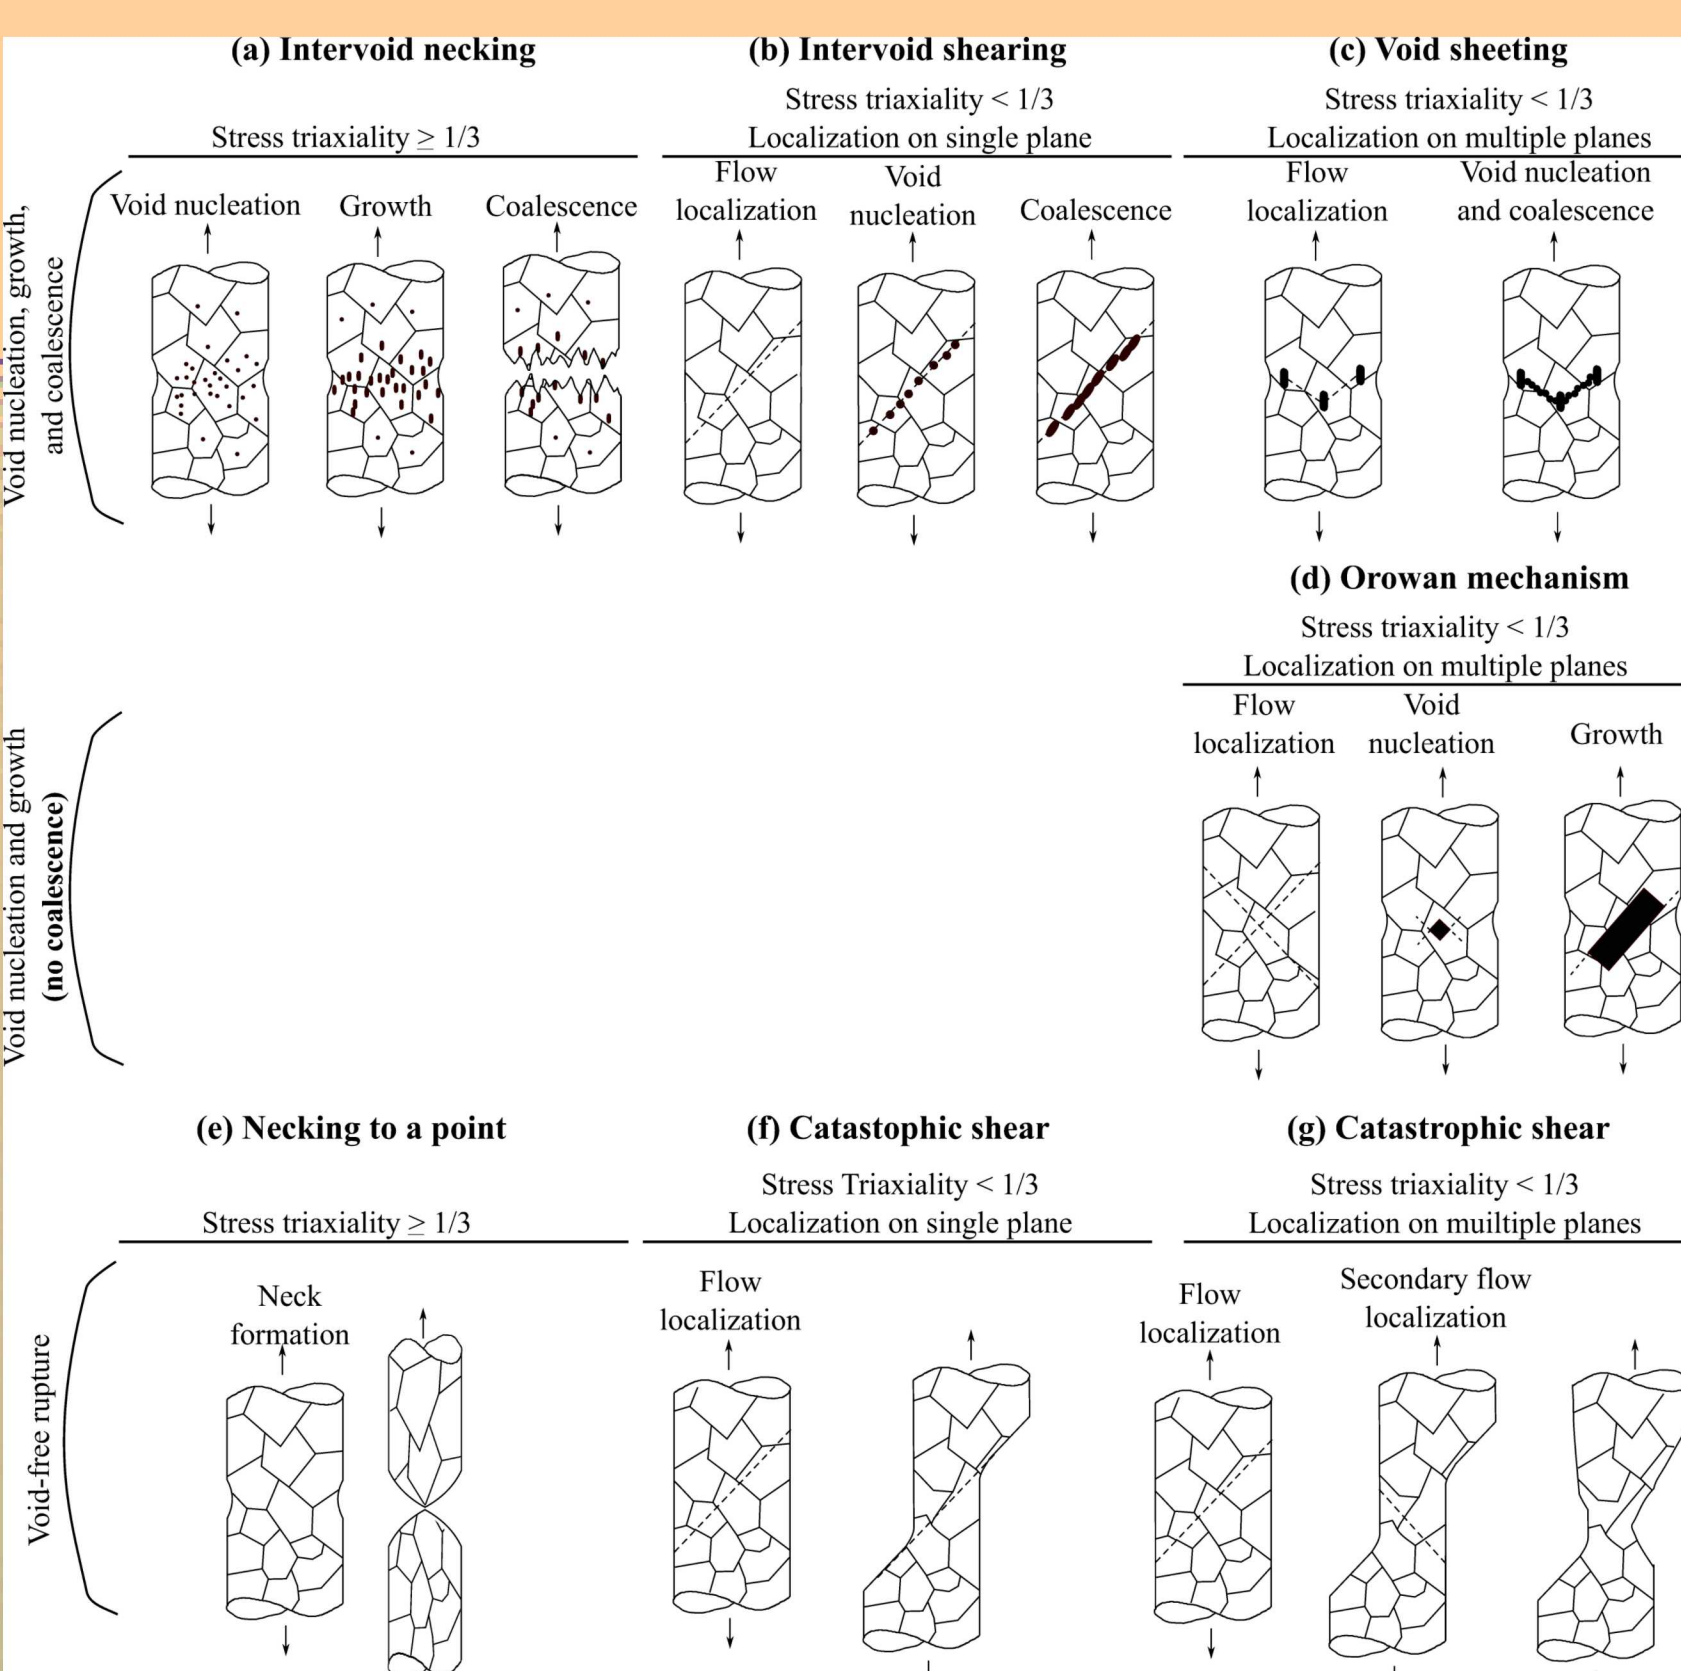 (a) Intervoid necking
Stress triaxiality ≥ 1/3
Void nucleation
Growth
Coalescence
(b) Intervoid shearing
Stress triaxiality < 1/3
Localization on single plane
Flow
localization
Void
nucleation
Coalescence
(c) Void sheeting
Stress triaxiality < 1/3
Localization on multiple planes
Flow
localization
Void nucleation
and coalescence
Void nucleation, growth,
and coalescence
(d) Orowan mechanism
Stress triaxiality < 1/3
Localization on multiple planes
Flow
localization
Void
nucleation
Growth
Void nucleation and growth
(no coalescence)
(e) Necking to a point
Stress triaxiality ≥ 1/3
Neck
formation
(f) Catastophic shear
Stress Triaxiality < 1/3
Localization on single plane
Flow
localization
(g) Catastrophic shear
Stress triaxiality < 1/3
Localization on muiltiple planes
Flow
localization
Secondary flow
localization
Void-free rupture